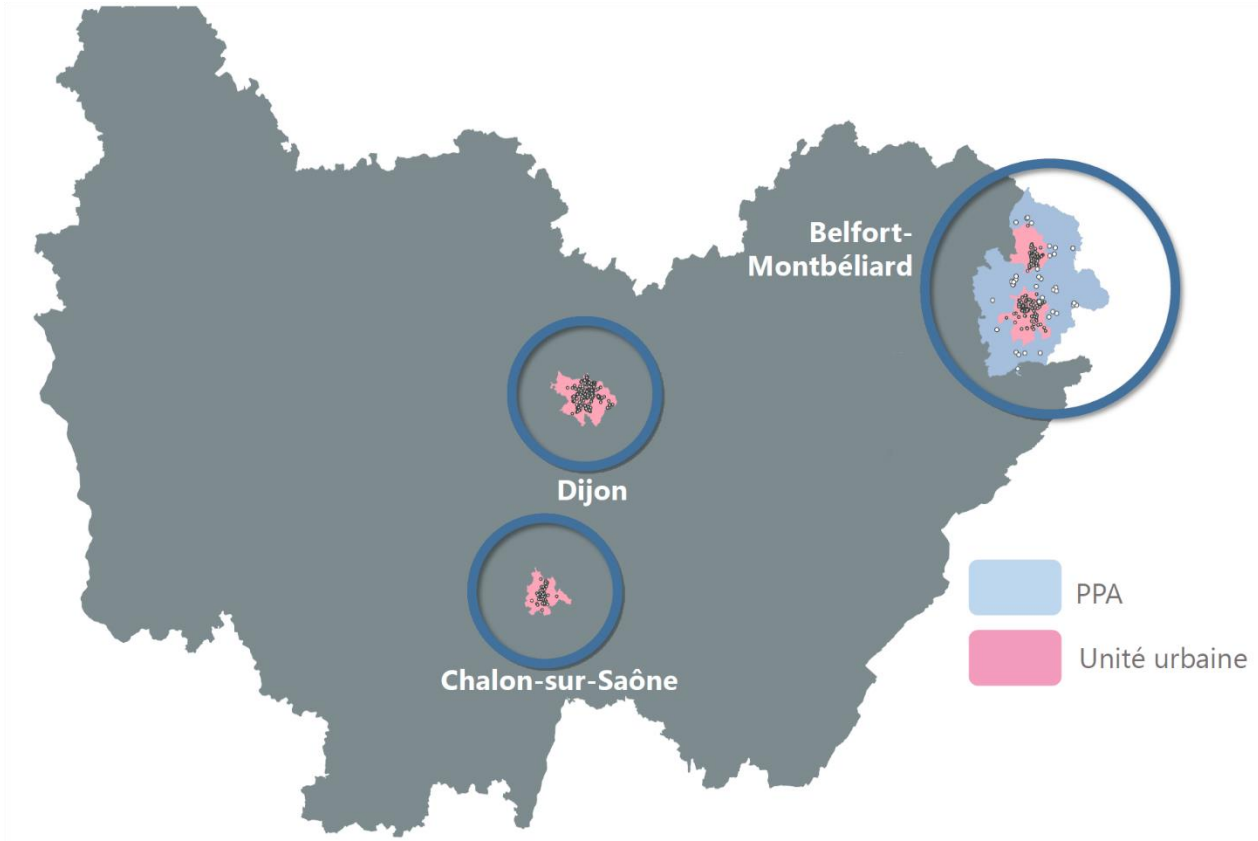 Belfort-
Montbéliard
Dijon
Chalon-sur-Saône
PPA
Unité urbaine